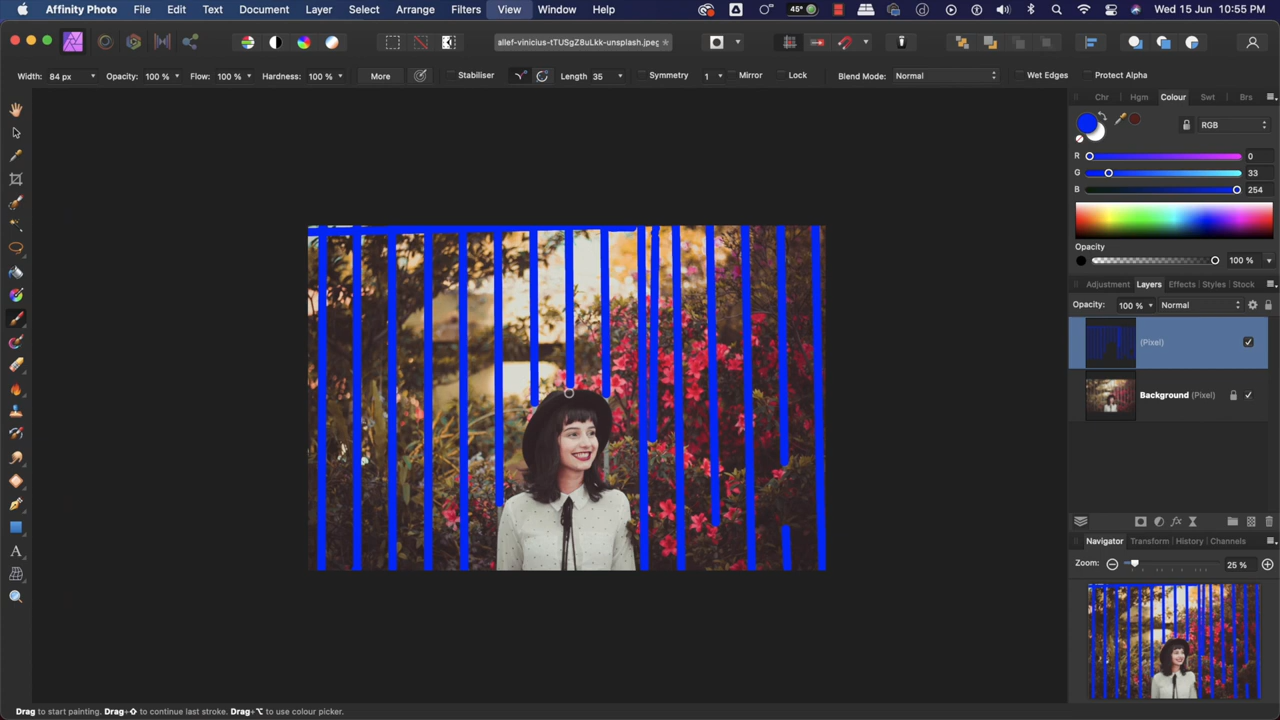 Affinity Photo File Edit Text Document Layer Select Arrange Filters View Window Help 45° Wed 15 Jun 10:55 PM
allef-vinicius-tTUSgZ8uLkk-unsplash.jpeg *
Width: 84 px Opacity: 100 % Flow: 100 % Hardness: 100 % More Stabiliser Length 35 Symmetry 1 Mirror Lock Blend Mode: Normal Wet Edges Protect Alpha
Chr Hgm Colour Swt Brs
RGB
R 0
G 33
B 254
Opacity
100 %
Adjustment Layers Effects Styles Stock
Opacity: 100 % Normal
(Pixel)
Background (Pixel)
Navigator Transform History Channels
Zoom: 25 %
Drag to start painting. Drag+⇧ to continue last stroke. Drag+⌥ to use colour picker.